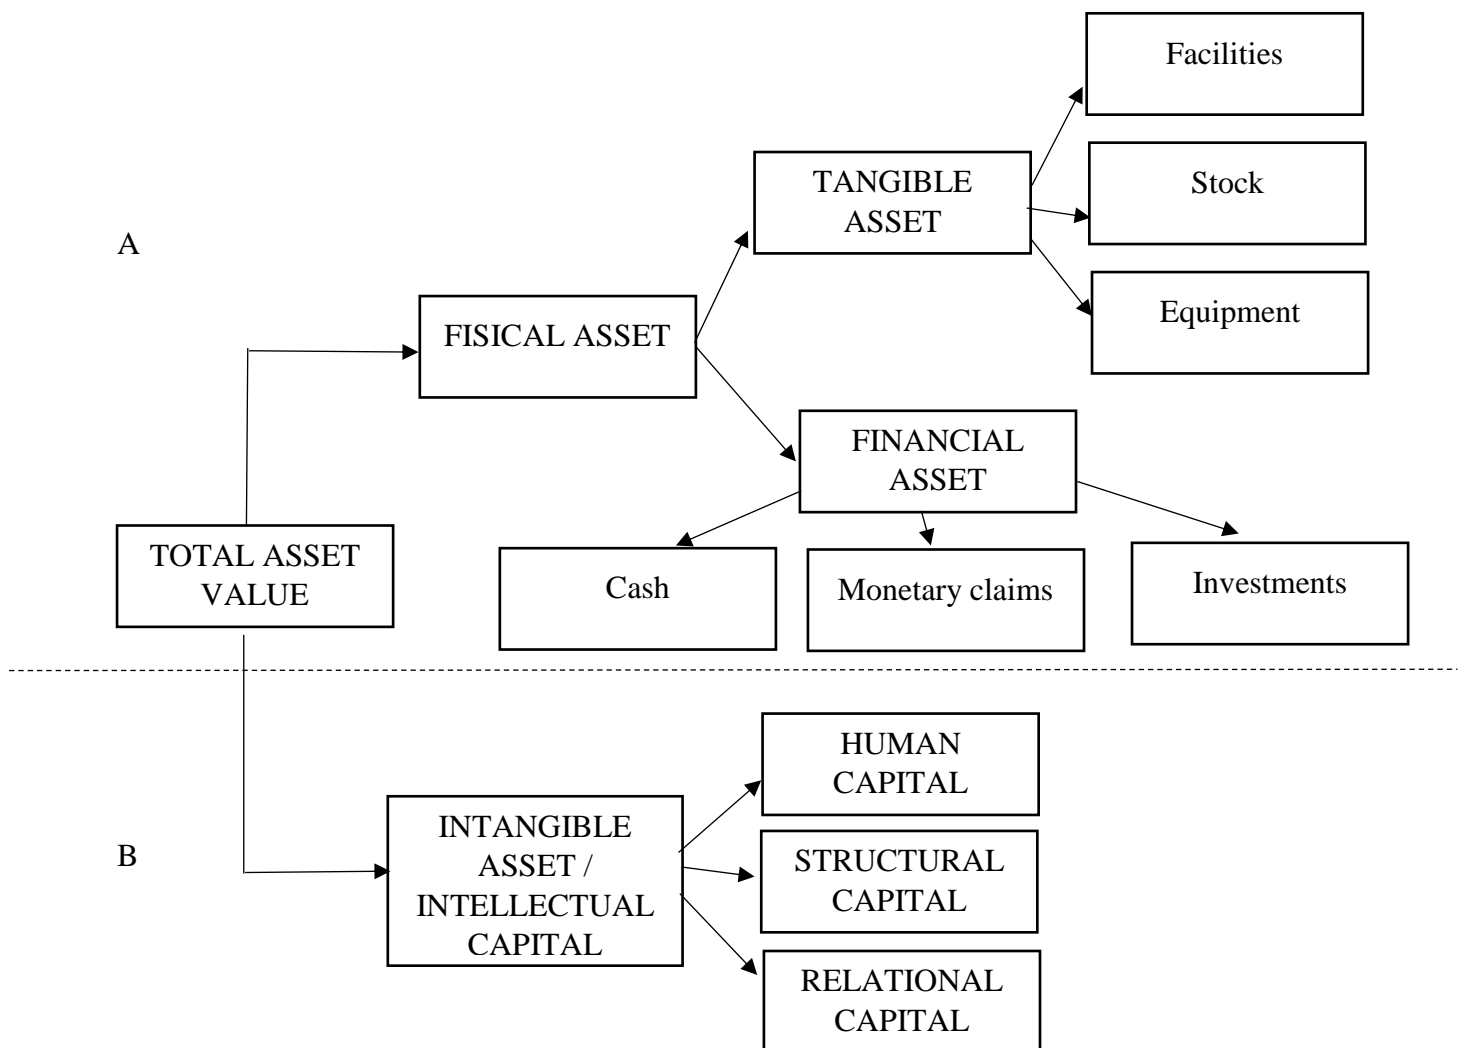 Facilities
TANGIBLE
ASSET
Stock
A
Equipment
FISICAL ASSET
FINANCIAL
ASSET
TOTAL ASSET
VALUE
Cash
Monetary claims
Investments
HUMAN
CAPITAL
B
INTANGIBLE
ASSET /
INTELLECTUAL
CAPITAL
STRUCTURAL
CAPITAL
RELATIONAL
CAPITAL